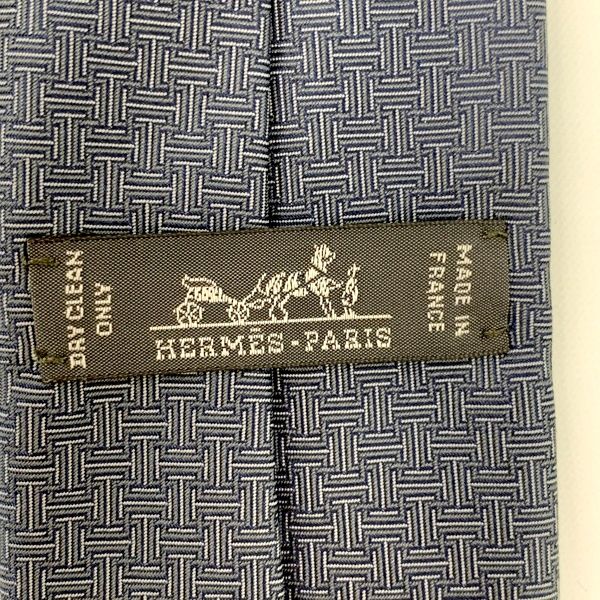 DRY CLEAN
ONLY
HERMÈS - PARIS
MADE IN
FRANCE